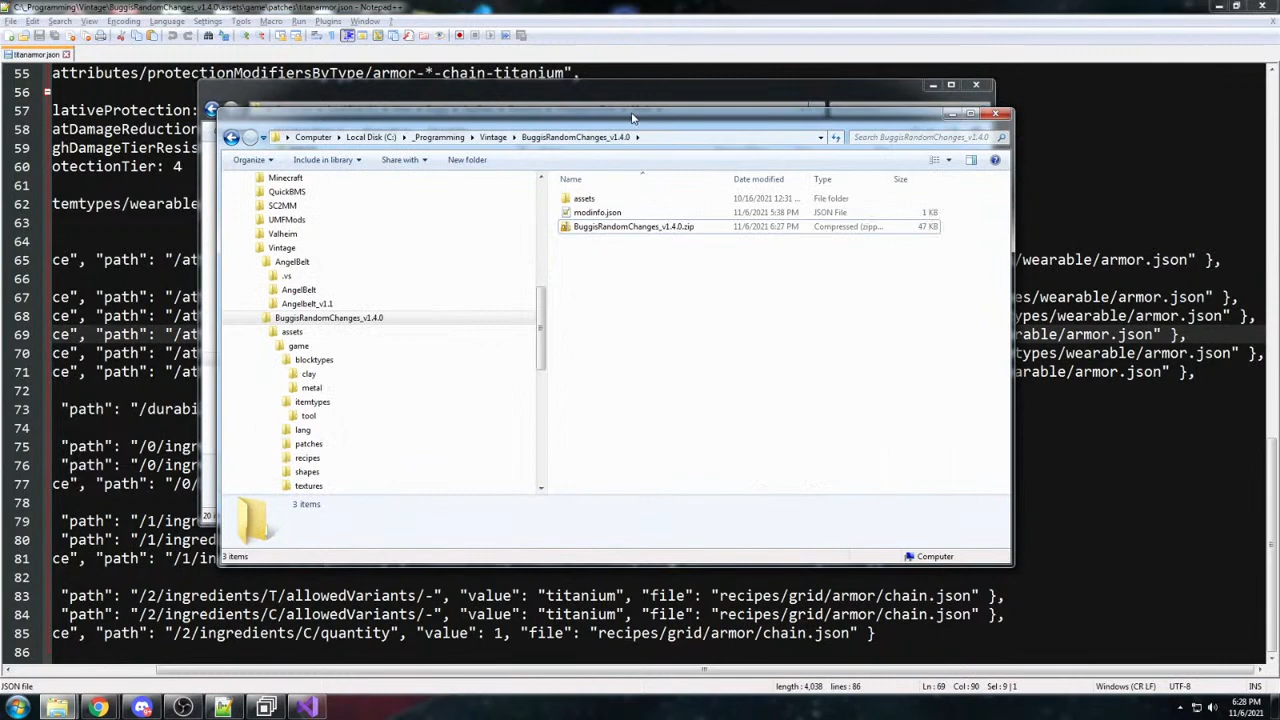 C:\_Programming\Vintage\BuggisRandomChanges_v1.4.0\assets\game\patches\titanarmor.json - Notepad++
File Edit Search View Encoding Language Settings Tools Macro Run Plugins Window ?
titanarmor.json
55 attributes/protectionModifiersByType/armor-*-chain-titanium",
56
57 lativeProtection:
58 atDamageReduction
59 ghDamageTierResis
60 otectionTier: 4
61
62 temtypes/wearable
63
64
65 ce", "path": "/at s/wearable/armor.json" },
66
67 ce", "path": "/at es/wearable/armor.json" },
68 ce", "path": "/at types/wearable/armor.json" },
69 ce", "path": "/at rable/armor.json" },
70 ce", "path": "/at types/wearable/armor.json" },
71 ce", "path": "/at rable/armor.json" },
72
73 "path": "/durabi
74
75 "path": "/0/ingr
76 "path": "/0/ingr
77 ce", "path": "/0/
78
79 "path": "/1/ingr
80 "path": "/1/ingre
81 ce", "path": "/1/in
82
83 "path": "/2/ingredients/T/allowedVariants/-", "value": "titanium", "file": "recipes/grid/armor/chain.json" },
84 "path": "/2/ingredients/C/allowedVariants/-", "value": "titanium", "file": "recipes/grid/armor/chain.json" },
85 ce", "path": "/2/ingredients/C/quantity", "value": 1, "file": "recipes/grid/armor/chain.json" }
86
Computer Local Disk (C:) _Programming Vintage BuggisRandomChanges_v1.4.0
Search BuggisRandomChanges_v1.4.0
Organize Include in library Share with New folder
Minecraft
QuickBMS
SC2MM
UMFMods
Valheim
Vintage
AngelBelt
.vs
AngelBelt
Angelbelt_v1.1
BuggisRandomChanges_v1.4.0
assets
game
blocktypes
clay
metal
itemtypes
tool
lang
patches
recipes
shapes
textures
Name Date modified Type Size
assets 10/16/2021 12:31 ... File folder
modinfo.json 11/6/2021 5:38 PM JSON File 1 KB
BuggisRandomChanges_v1.4.0.zip 11/6/2021 6:27 PM Compressed (zipp... 47 KB
3 items
3 items Computer
20
JSON file length : 4,038 lines : 86 Ln : 69 Col : 90 Sel : 9 | 1 Windows (CR LF) UTF-8 INS
6:28 PM
11/6/2021